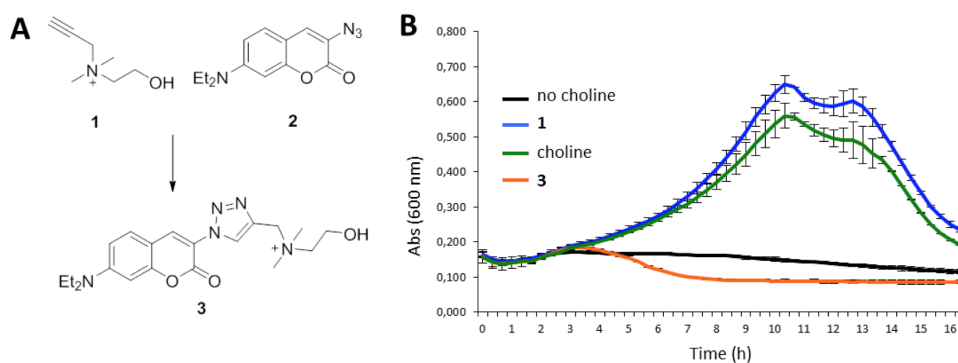 A
N
+
OH
1
Et₂N
O
O
N₃
2
N=N
N
N
+
OH
Et₂N
O
O
3
B
0,800
0,700
0,600
0,500
0,400
0,300
0,200
0,100
0,000
Abs (600 nm)
no choline
1
choline
3
0 1 2 3 4 5 6 7 8 9 10 11 12 13 14 15 16
Time (h)